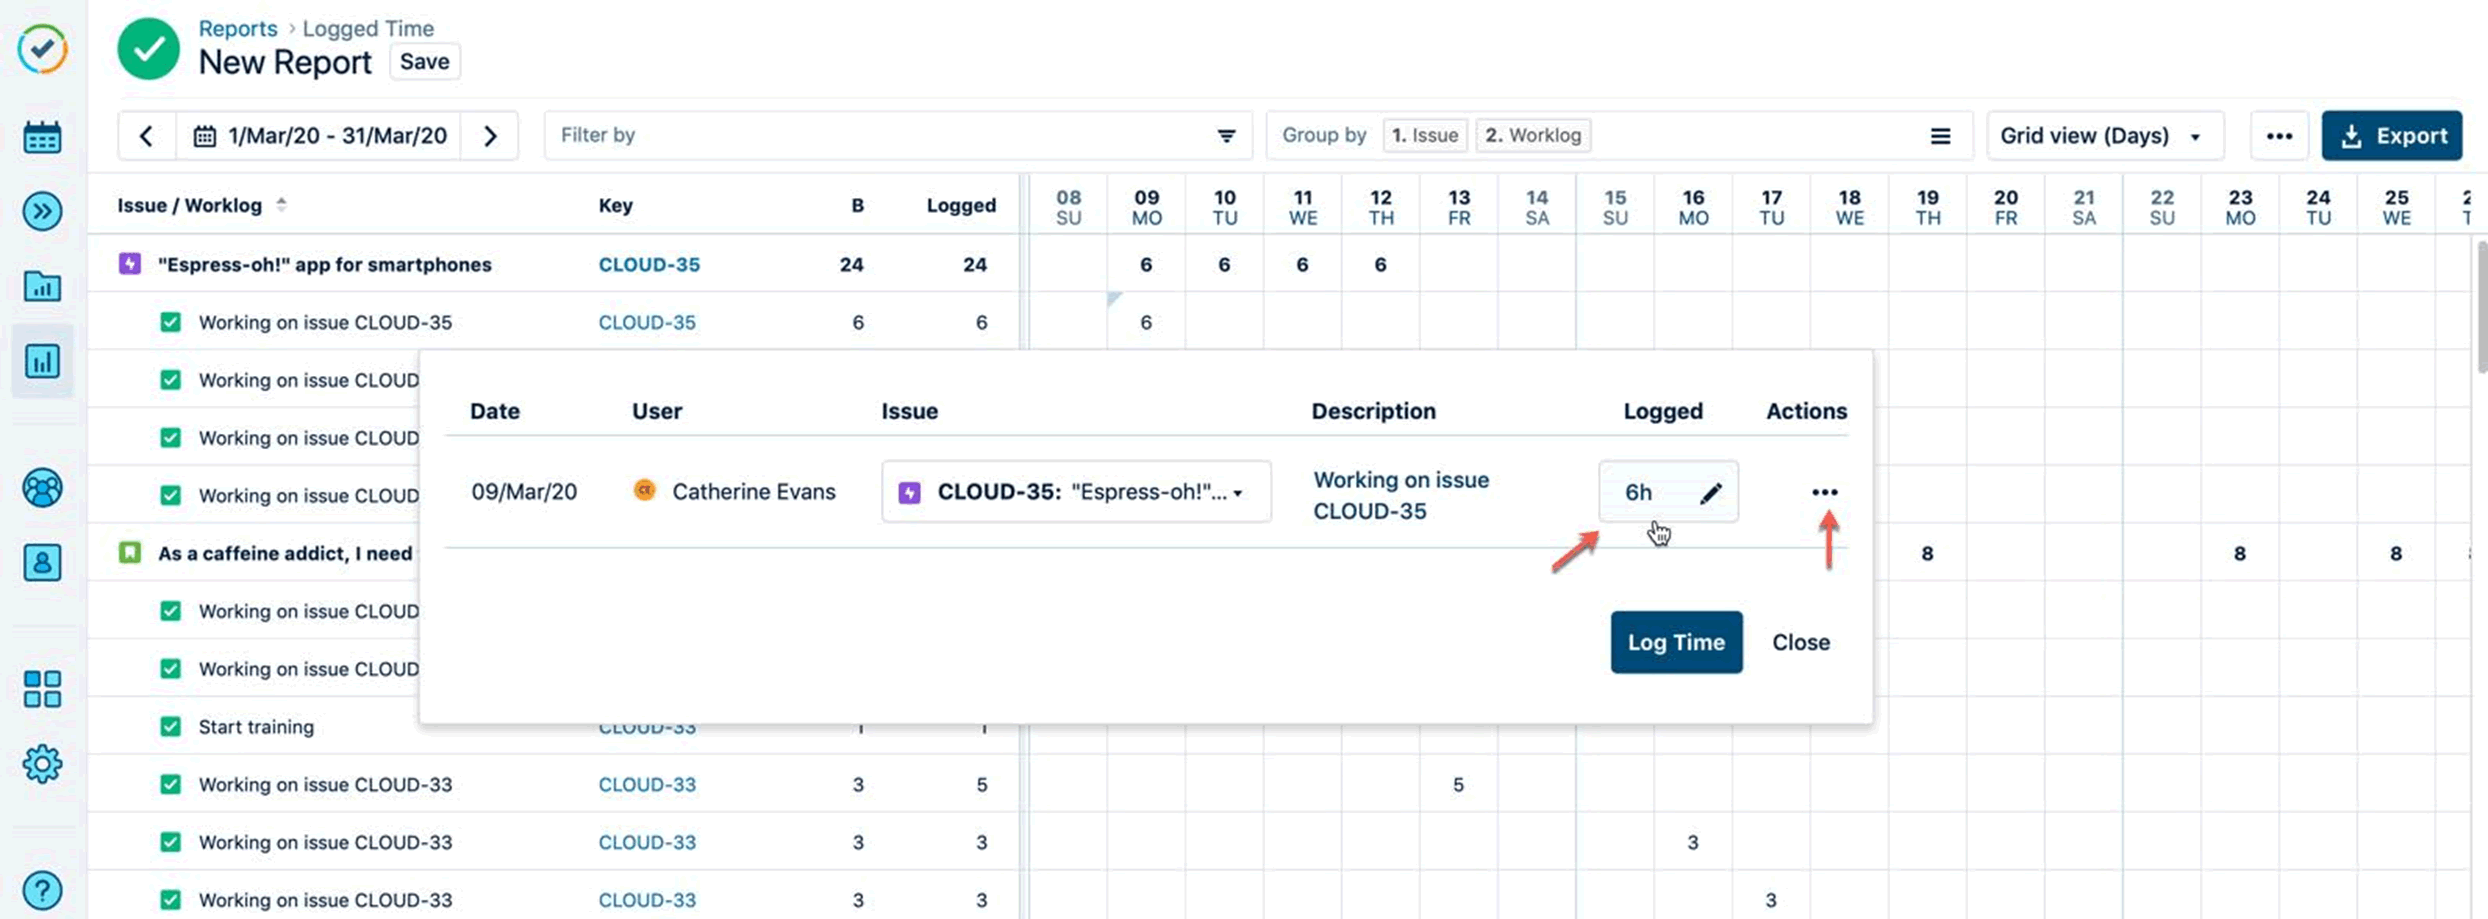 Reports › Logged Time
New Report Save
1/Mar/20 - 31/Mar/20 Filter by Group by 1. Issue 2. Worklog Grid view (Days) Export
Issue / Worklog Key B Logged 08 SU 09 MO 10 TU 11 WE 12 TH 13 FR 14 SA 15 SU 16 MO 17 TU 18 WE 19 TH 20 FR 21 SA 22 SU 23 MO 24 TU 25 WE
"Espress-oh!" app for smartphones CLOUD-35 24 24 6 6 6 6
Working on issue CLOUD-35 CLOUD-35 6 6 6
Working on issue CLOUD
Working on issue CLOUD
Working on issue CLOUD
As a caffeine addict, I need 8 8 8
Working on issue CLOUD
Working on issue CLOUD
Start training CLOUD-33 1 1
Working on issue CLOUD-33 CLOUD-33 3 5 5
Working on issue CLOUD-33 CLOUD-33 3 3 3
Working on issue CLOUD-33 CLOUD-33 3 3 3
Date User Issue Description Logged Actions
09/Mar/20 CE Catherine Evans CLOUD-35: "Espress-oh!"... Working on issue 6h
CLOUD-35
Log Time Close
?